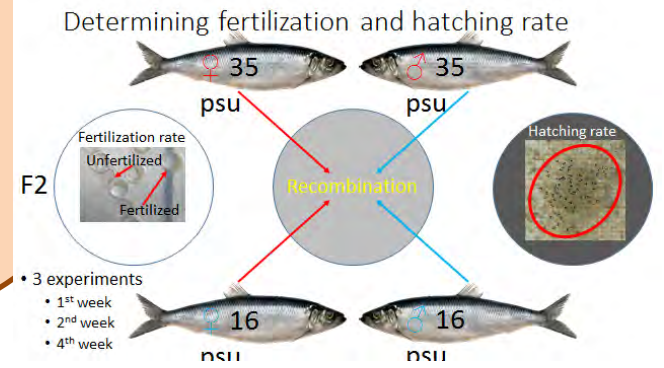 Determining fertilization and hatching rate
♀ 35
psu
♂ 35
psu
Fertilization rate
Unfertilized
Fertilized
F2
Recombination
Hatching rate
• 3 experiments
• 1st week
• 2nd week
• 4th week
♀ 16
psu
♂ 16
psu